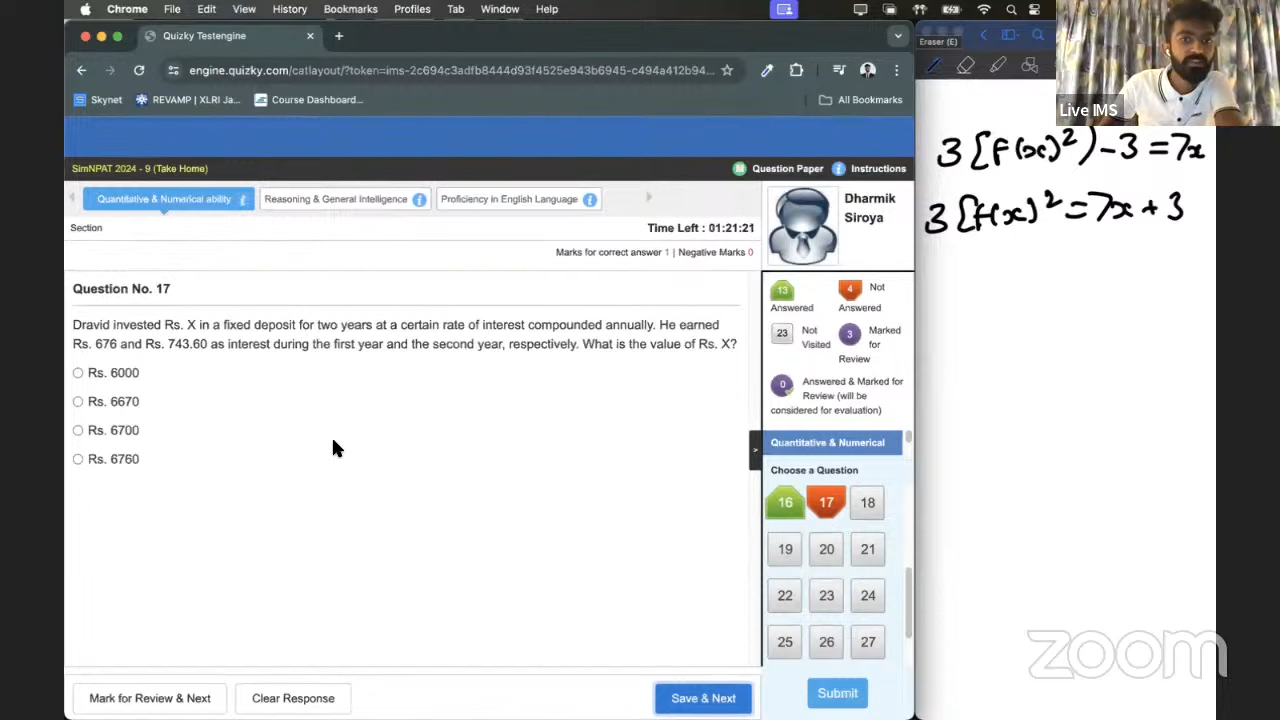 Chrome File Edit View History Bookmarks Profiles Tab Window Help
Quizky Testengine
engine.quizky.com/catlayout/?token=ims-2c694c3adfb84f4d93f4525e943b6945-c494a412b94...
Skynet REVAMP | XLRI Ja... Course Dashboard...
All Bookmarks
Eraser (E)
Live IMS
SimNPAT 2024 - 9 (Take Home)
Question Paper Instructions
Quantitative & Numerical ability
Reasoning & General Intelligence
Proficiency in English Language
Section
Time Left : 01:21:21
Marks for correct answer 1 | Negative Marks 0
Dharmik
Siroya
Question No. 17
Dravid invested Rs. X in a fixed deposit for two years at a certain rate of interest compounded annually. He earned
Rs. 676 and Rs. 743.60 as interest during the first year and the second year, respectively. What is the value of Rs. X?
Rs. 6000
Rs. 6670
Rs. 6700
Rs. 6760
13 Answered
4 Not Answered
23 Not Visited
3 Marked for Review
0 Answered & Marked for
Review (will be
considered for evaluation)
Quantitative & Numerical
Choose a Question
16 17 18
19 20 21
22 23 24
25 26 27
Mark for Review & Next
Clear Response
Save & Next
Submit
3[f(x)²)-3=7x
3[f(x)²=7x+3
zoom